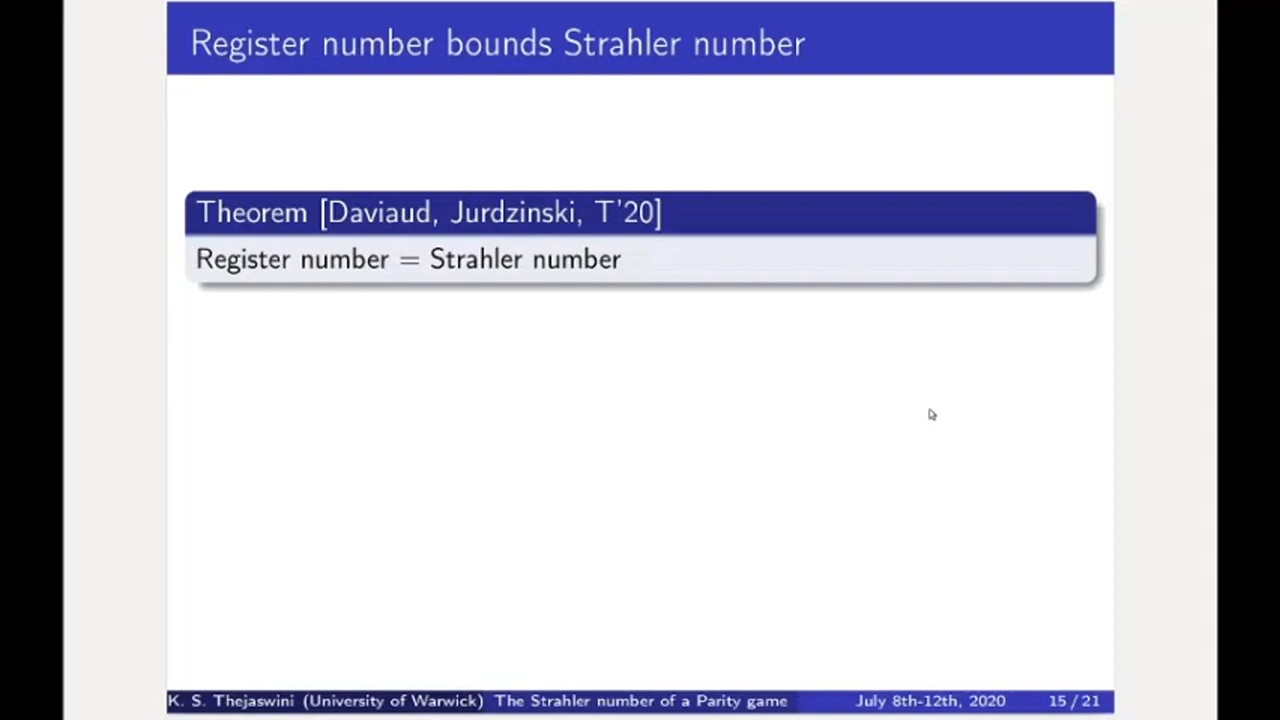 Register number bounds Strahler number
Theorem [Daviaud, Jurdzinski, T'20]
Register number = Strahler number
K. S. Thejaswini (University of Warwick) The Strahler number of a Parity game July 8th-12th, 2020 15 / 21